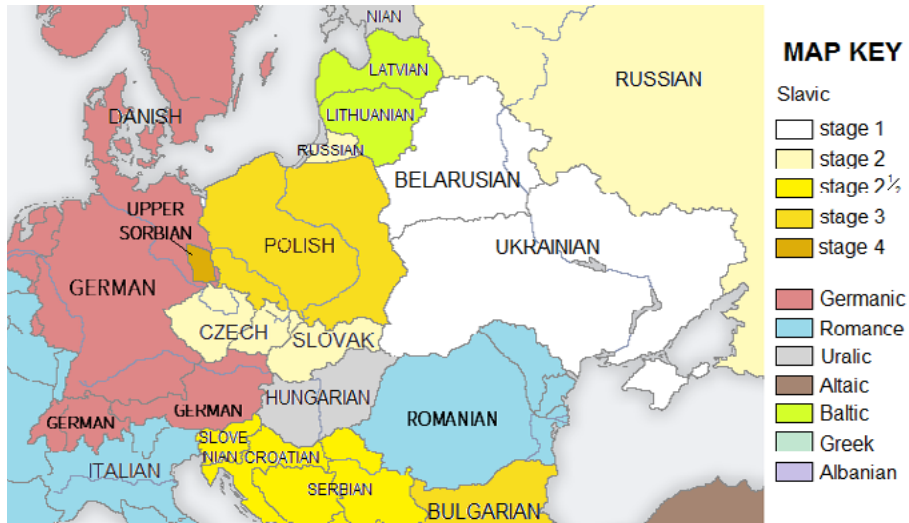 NIAN
LATVIAN
LITHUANIAN
RUSSIAN
RUSSIAN
DANISH
BELARUSIAN
UPPER
SORBIAN
POLISH
UKRAINIAN
GERMAN
CZECH
SLOVAK
HUNGARIAN
GERMAN
GERMAN
ROMANIAN
SLOVE
NIAN
CROATIAN
ITALIAN
SERBIAN
BULGARIAN
MAP KEY
Slavic
stage 1
stage 2
stage 2½
stage 3
stage 4
Germanic
Romance
Uralic
Altaic
Baltic
Greek
Albanian